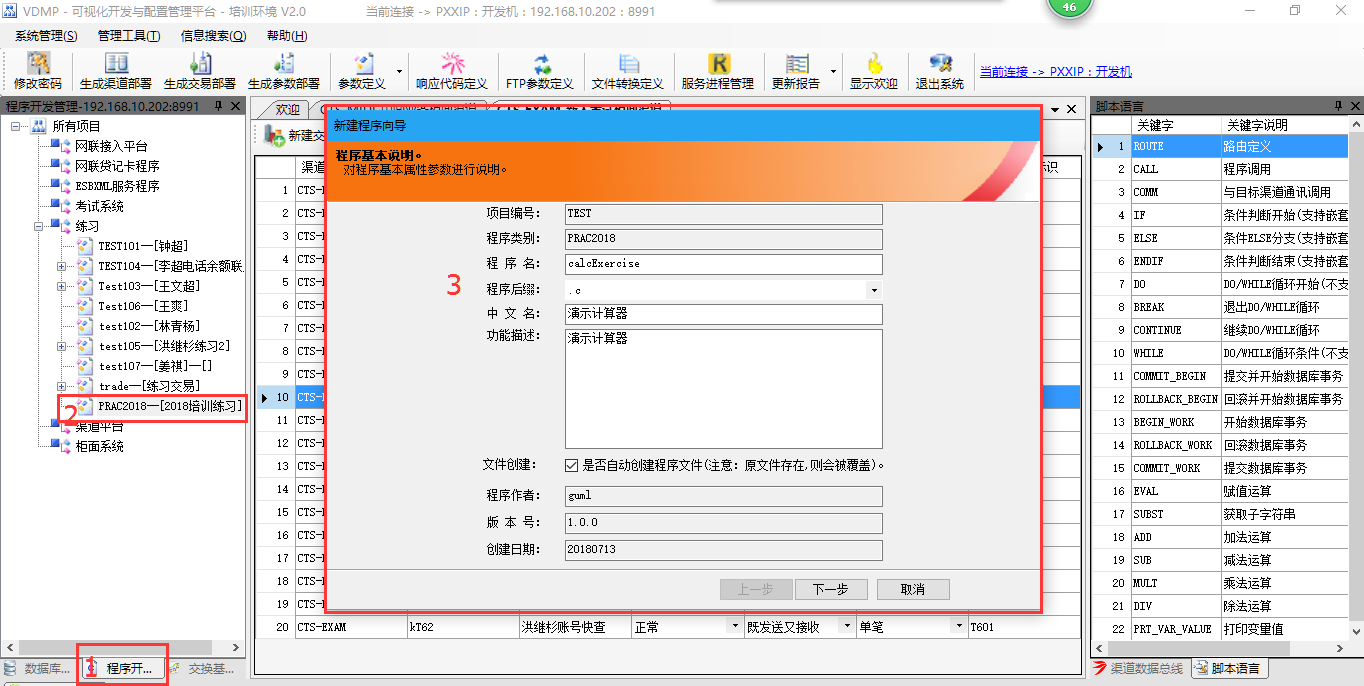 VDMP - 可视化开发与配置管理平台 - 培训环境 V2.0 当前连接 -> PXXIP : 开发机 : 192.168.10.202 : 8991
46
系统管理(S) 管理工具(T) 信息搜索(Q) 帮助(H)
修改密码 生成渠道部署 生成交易部署 生成参数部署 参数定义 响应代码定义 FTP参数定义 文件转换定义 服务进程管理 更新报告 显示欢迎 退出系统 当前连接 -> PXXIP : 开发机
程序开发管理-192.168.10.202:8991
所有项目
网联接入平台
网联贷记卡程序
ESBXML服务程序
考试系统
练习
TEST101—[钟超]
TEST104—[李超电话余额联
Test103—[王文超]
Test106—[王爽]
test102—[林青杨]
test105—[洪维杉练习2]
test107—[姜祺]—[]
trade—[练习交易]
PRAC2018—[2018培训练习]
2
渠道平台
柜面系统
数据库... 程序开... 交换基...
1
欢迎
新建交
渠道
1 CTS-
2 CTS-
3 CTS-
4 CTS-
5 CTS-
6 CTS-
7 CTS-
8 CTS-
9 CTS-
10 CTS-
11 CTS-
12 CTS-
13 CTS-
14 CTS-
15 CTS-
16 CTS-
17 CTS-
18 CTS-
19 CTS-
20 CTS-EXAM kT62 洪维杉账号快查 正常 既发送又接收 单笔 T601
标识
新建程序向导
程序基本说明。
对程序基本属性参数进行说明。
3
项目编号: TEST
程序类别: PRAC2018
程 序 名: calcExercise
程序后缀: .c
中 文 名: 演示计算器
功能描述: 演示计算器
文件创建: 是否自动创建程序文件(注意: 原文件存在,则会被覆盖)。
程序作者: guml
版 本 号: 1.0.0
创建日期: 20180713
上一步 下一步 取消
脚本语言
关键字 关键字说明
1 ROUTE 路由定义
2 CALL 程序调用
3 COMM 与目标渠道通讯调用
4 IF 条件判断开始(支持嵌套
5 ELSE 条件ELSE分支(支持嵌套
6 ENDIF 条件判断结束(支持嵌套
7 DO DO/WHILE循环开始(不支
8 BREAK 退出DO/WHILE循环
9 CONTINUE 继续DO/WHILE循环
10 WHILE DO/WHILE循环条件(不支
11 COMMIT_BEGIN 提交并开始数据库事务
12 ROLLBACK_BEGIN 回滚并开始数据库事务
13 BEGIN_WORK 开始数据库事务
14 ROLLBACK_WORK 回滚数据库事务
15 COMMIT_WORK 提交数据库事务
16 EVAL 赋值运算
17 SUBST 获取子字符串
18 ADD 加法运算
19 SUB 减法运算
20 MULT 乘法运算
21 DIV 除法运算
22 PRT_VAR_VALUE 打印变量值
渠道数据总线 脚本语言